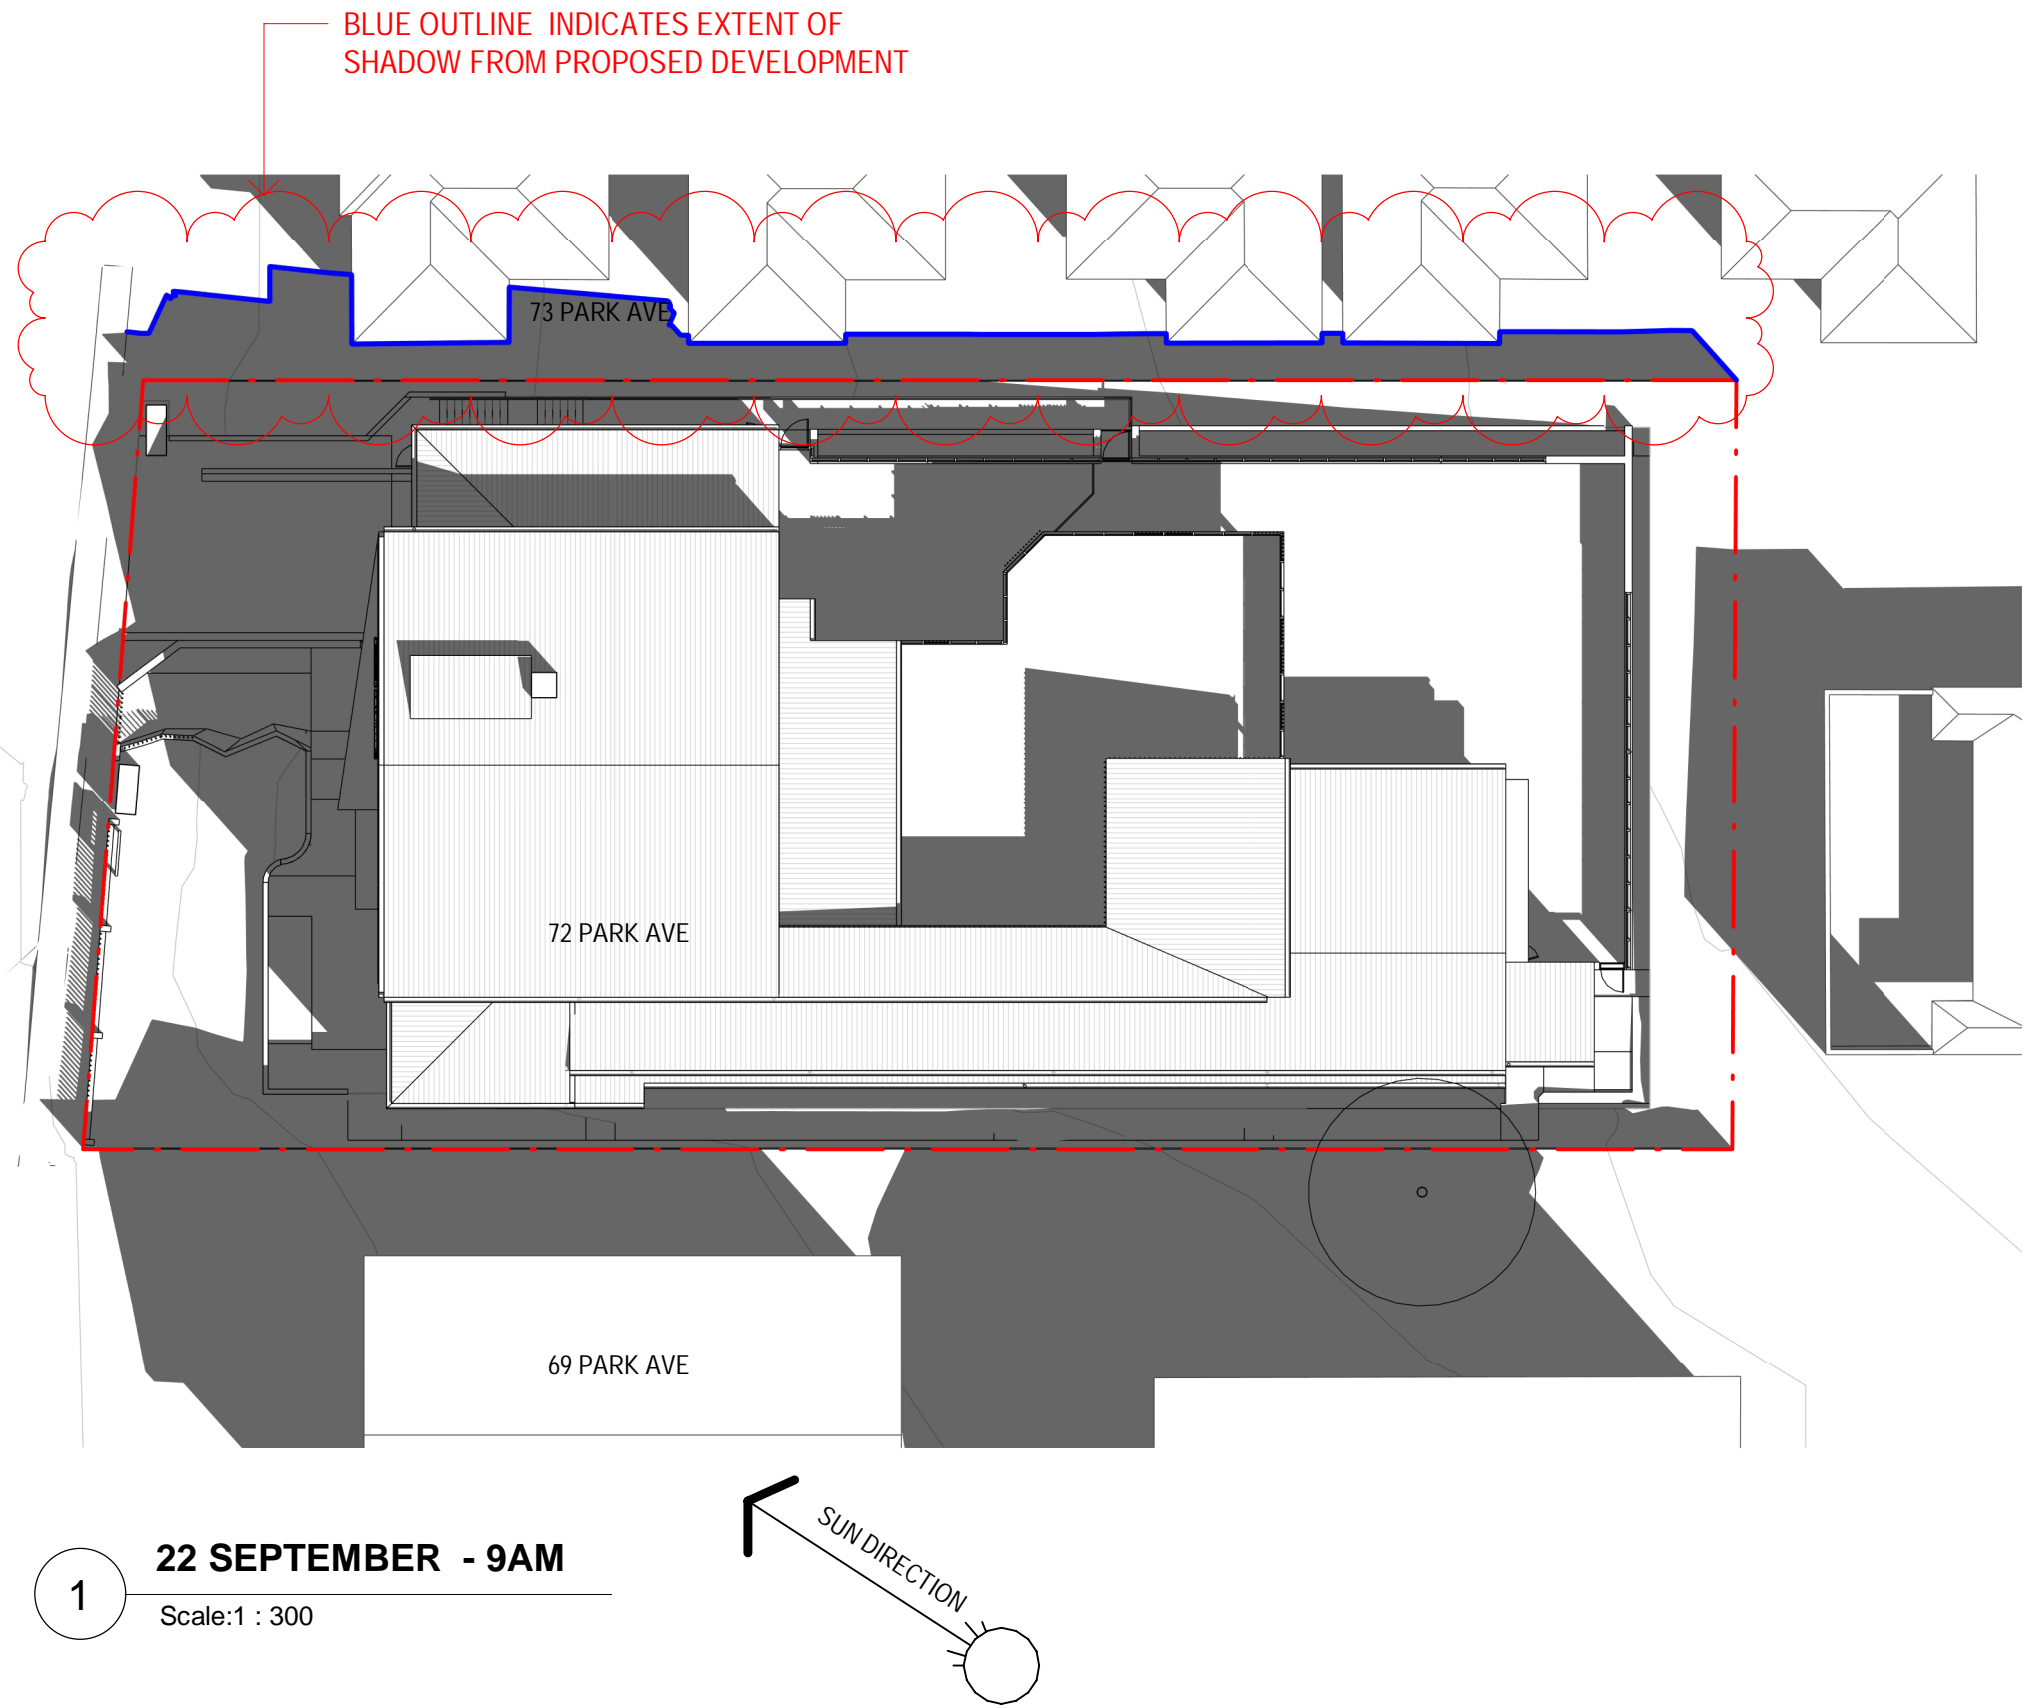 BLUE OUTLINE INDICATES EXTENT OF
SHADOW FROM PROPOSED DEVELOPMENT
73 PARK AVE
72 PARK AVE
69 PARK AVE
1
22 SEPTEMBER - 9AM
Scale:1 : 300
SUN DIRECTION